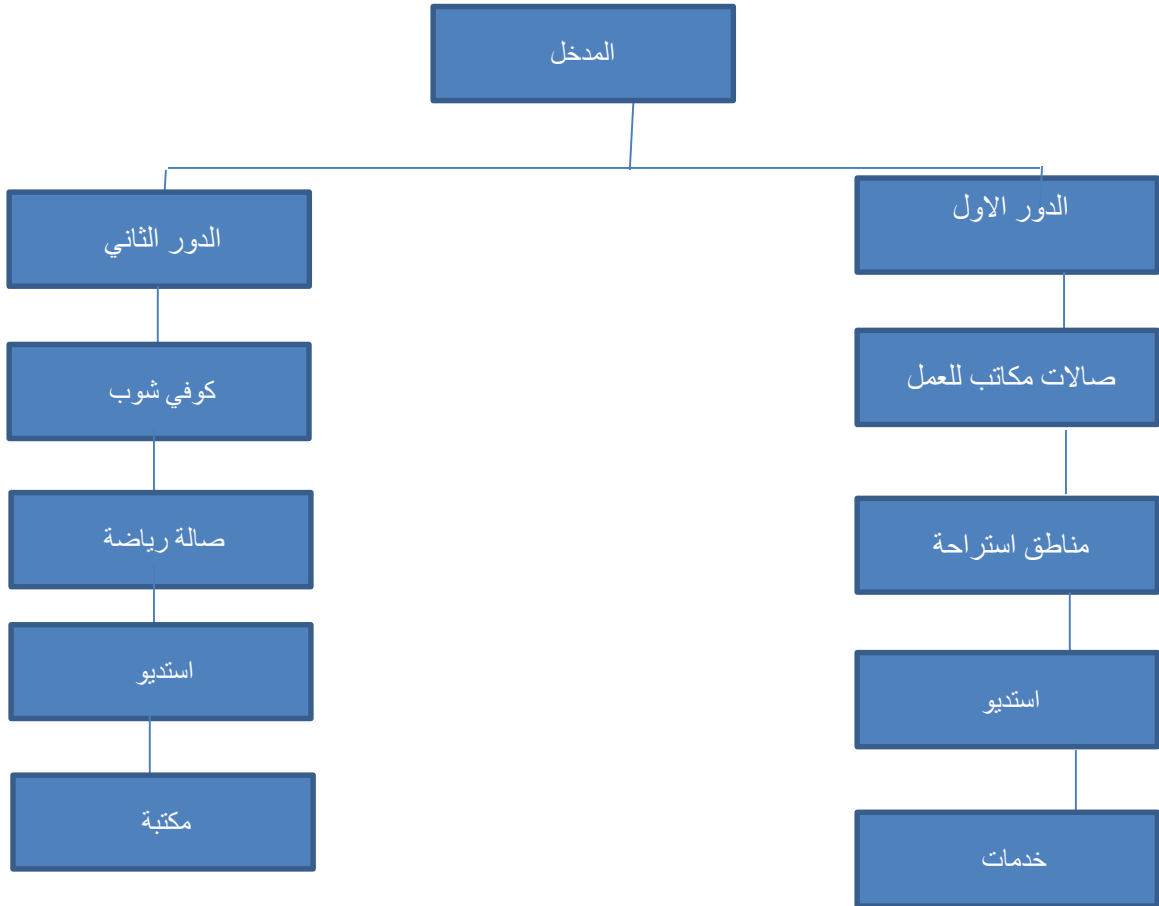 المدخل
الدور الاول
الدور الثاني
صالات مكاتب للعمل
كوفي شوب
مناطق استراحة
صالة رياضة
استديو
استديو
خدمات
مكتبة